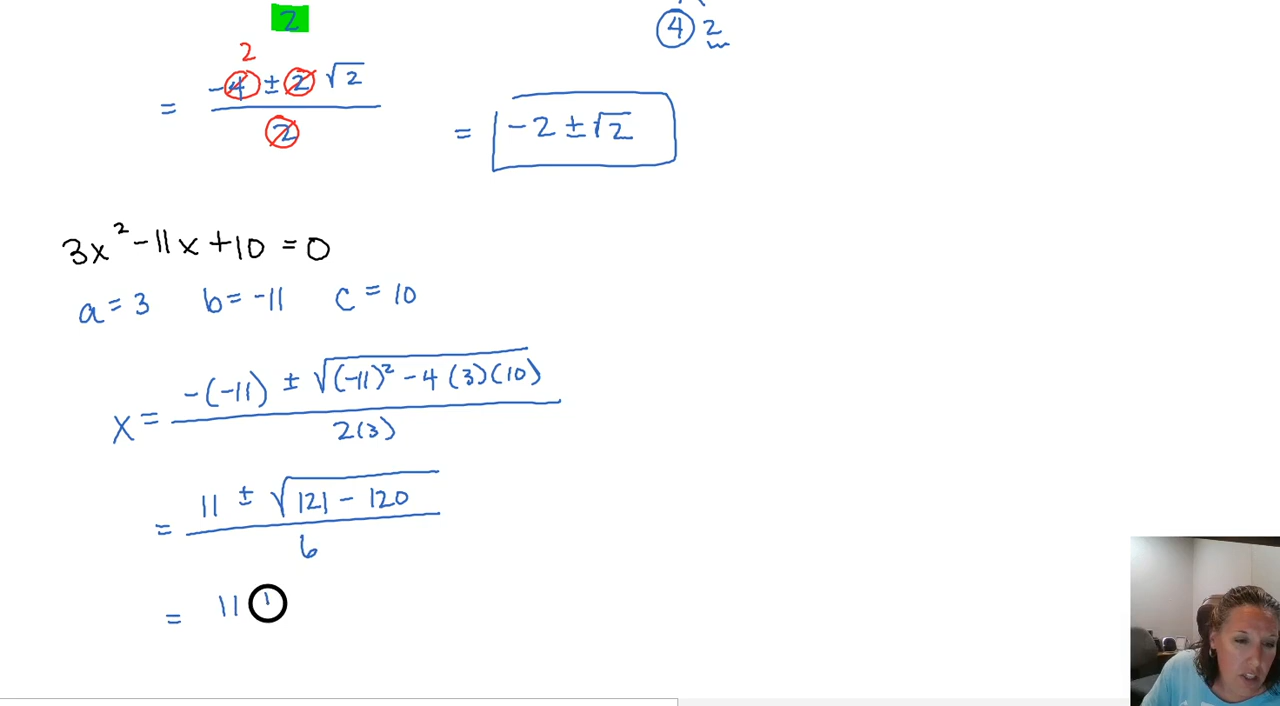 2
④ 2
2
= (-4 ± 2√2)/2 = -2 ± √2
3x² - 11x + 10 = 0
a = 3 b = -11 c = 10
x = (-(-11) ± √((-11)² - 4(3)(10)))/2(3)
= (11 ± √(121 - 120))/6
= 11